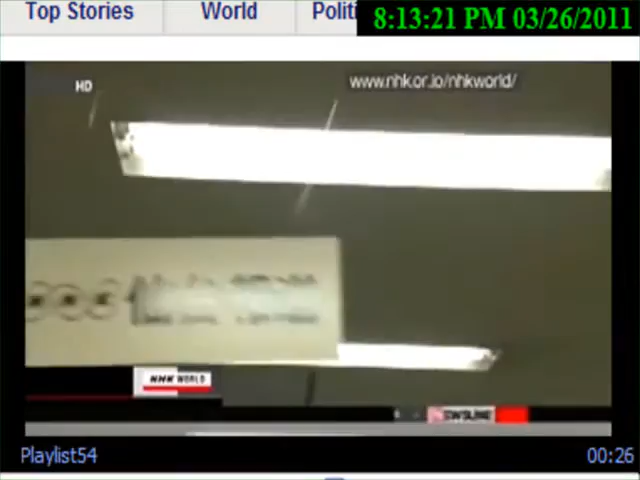 Top Stories World Politi
8:13:21 PM 03/26/2011
HD
www.nhk.or.jp/nhkworld/
NHK WORLD
NEWSLINE
Playlist54
00:26